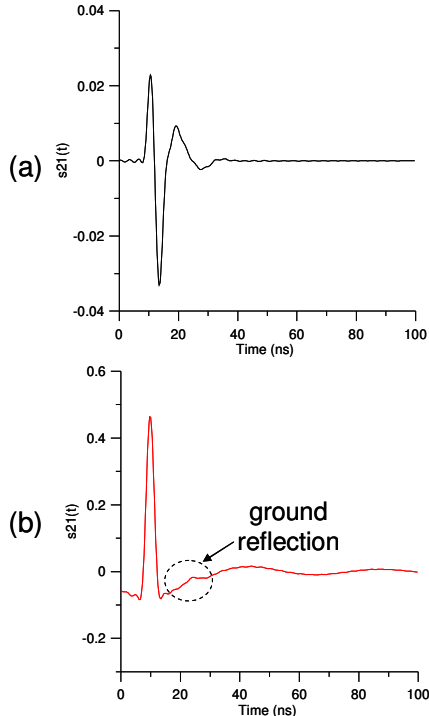 0.04
0.02
0
-0.02
-0.04
s21(t)
(a)
0 20 40 60 80 100
Time (ns)
0.6
0.4
0.2
0
-0.2
s21(t)
(b)
ground
reflection
0 20 40 60 80 100
Time (ns)